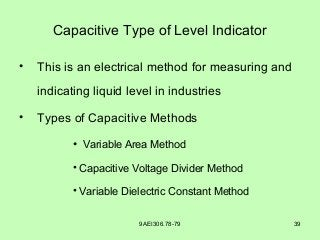 Capacitive Type of Level Indicator
• This is an electrical method for measuring and
indicating liquid level in industries
• Types of Capacitive Methods
• Variable Area Method
• Capacitive Voltage Divider Method
• Variable Dielectric Constant Method
9AEI306.78-79 39